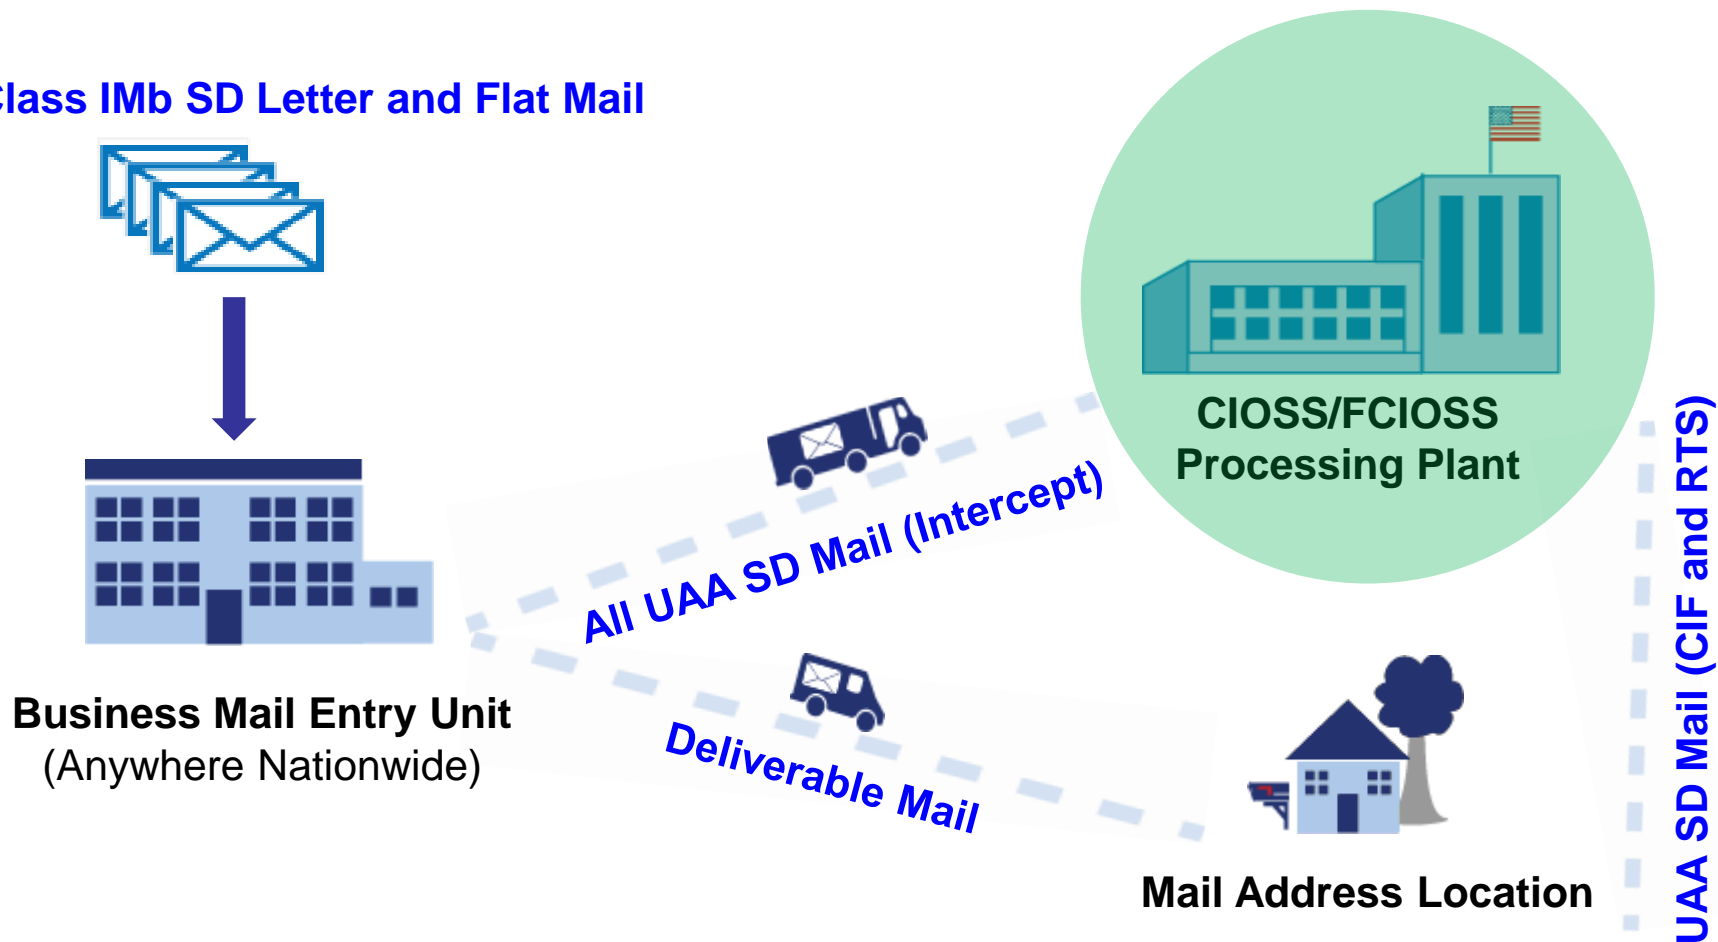 Class IMb SD Letter and Flat Mail
CIOSS/FCIOSS
Processing Plant
All UAA SD Mail (Intercept)
UAA SD Mail (CIF and RTS)
Business Mail Entry Unit
(Anywhere Nationwide)
Deliverable Mail
Mail Address Location